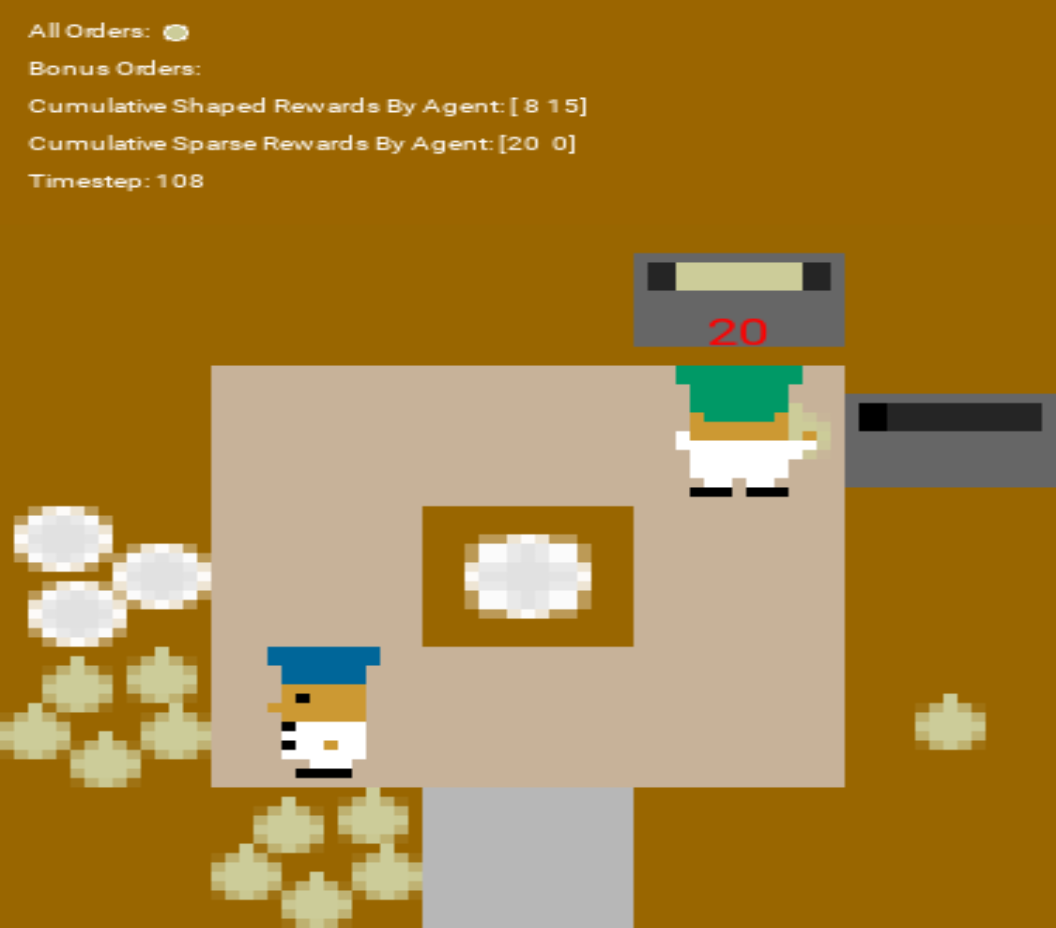 All Orders:
Bonus Orders:
Cumulative Shaped Rewards By Agent: [ 8 15]
Cumulative Sparse Rewards By Agent: [20  0]
Timestep: 108
20